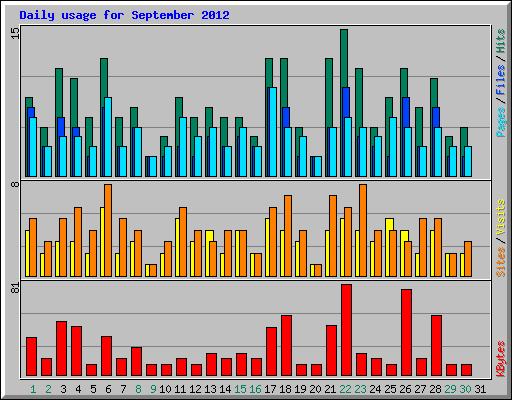 Daily usage for September 2012
15
Pages/Files/Hits
8
Sites/Visits
81
KBytes
1 2 3 4 5 6 7 8 9 10 11 12 13 14 15 16 17 18 19 20 21 22 23 24 25 26 27 28 29 30 31